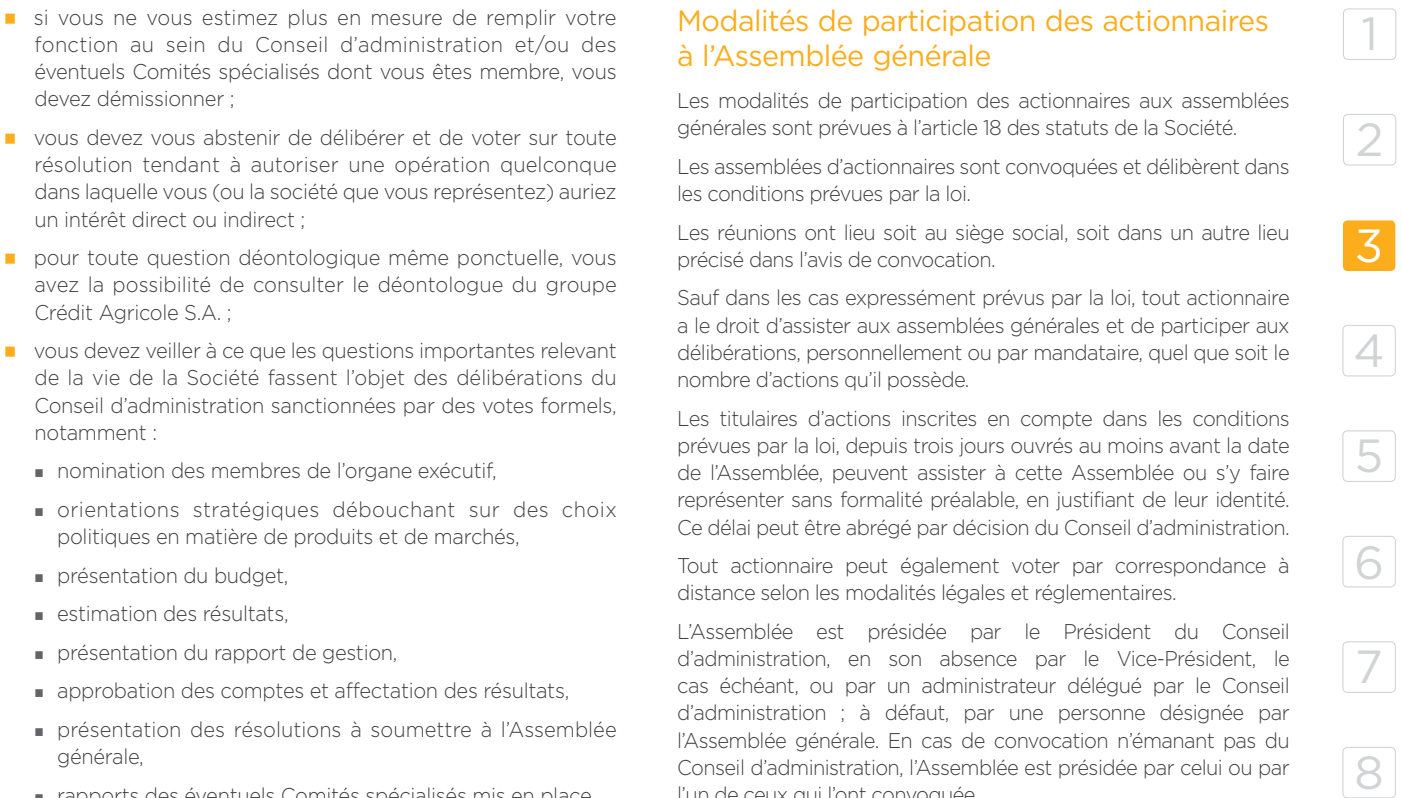 ■ si vous ne vous estimez plus en mesure de remplir votre
fonction au sein du Conseil d’administration et/ou des
éventuels Comités spécialisés dont vous êtes membre, vous
devez démissionner ;
■ vous devez vous abstenir de délibérer et de voter sur toute
résolution tendant à autoriser une opération quelconque
dans laquelle vous (ou la société que vous représentez) auriez
un intérêt direct ou indirect ;
■ pour toute question déontologique même ponctuelle, vous
avez la possibilité de consulter le déontologue du groupe
Crédit Agricole S.A. ;
■ vous devez veiller à ce que les questions importantes relevant
de la vie de la Société fassent l’objet des délibérations du
Conseil d’administration sanctionnées par des votes formels,
notamment :
■ nomination des membres de l’organe exécutif,
■ orientations stratégiques débouchant sur des choix
politiques en matière de produits et de marchés,
■ présentation du budget,
■ estimation des résultats,
■ présentation du rapport de gestion,
■ approbation des comptes et affectation des résultats,
■ présentation des résolutions à soumettre à l’Assemblée
générale,
■ rapports des éventuels Comités spécialisés mis en place
Modalités de participation des actionnaires
à l’Assemblée générale
Les modalités de participation des actionnaires aux assemblées
générales sont prévues à l’article 18 des statuts de la Société.
Les assemblées d’actionnaires sont convoquées et délibèrent dans
les conditions prévues par la loi.
Les réunions ont lieu soit au siège social, soit dans un autre lieu
précisé dans l’avis de convocation.
Sauf dans les cas expressément prévus par la loi, tout actionnaire
a le droit d’assister aux assemblées générales et de participer aux
délibérations, personnellement ou par mandataire, quel que soit le
nombre d’actions qu’il possède.
Les titulaires d’actions inscrites en compte dans les conditions
prévues par la loi, depuis trois jours ouvrés au moins avant la date
de l’Assemblée, peuvent assister à cette Assemblée ou s’y faire
représenter sans formalité préalable, en justifiant de leur identité.
Ce délai peut être abrégé par décision du Conseil d’administration.
Tout actionnaire peut également voter par correspondance à
distance selon les modalités légales et réglementaires.
L’Assemblée est présidée par le Président du Conseil
d’administration, en son absence par le Vice-Président, le
cas échéant, ou par un administrateur délégué par le Conseil
d’administration ; à défaut, par une personne désignée par
l’Assemblée générale. En cas de convocation n’émanant pas du
Conseil d’administration, l’Assemblée est présidée par celui ou par
l’un de ceux qui l’ont convoquée.
1
2
3
4
5
6
7
8